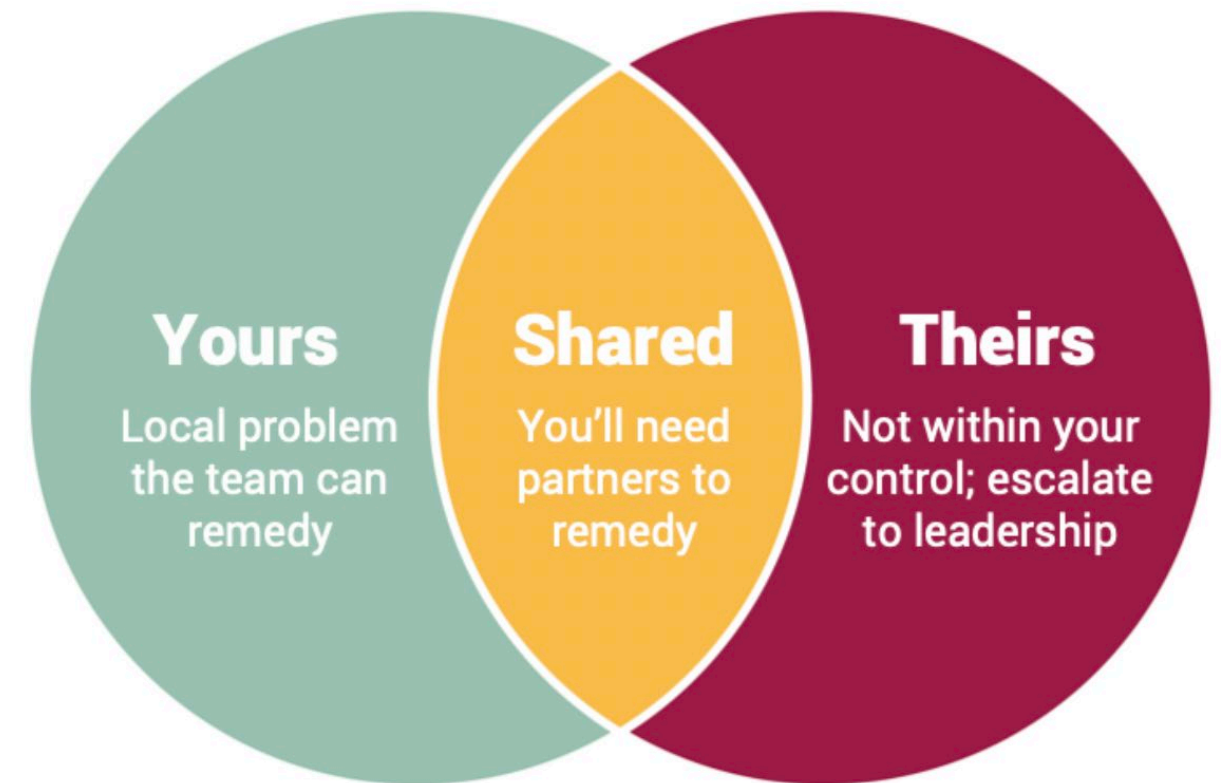 Yours
Local problem
the team can
remedy
Shared
You'll need
partners to
remedy
Theirs
Not within your
control; escalate
to leadership